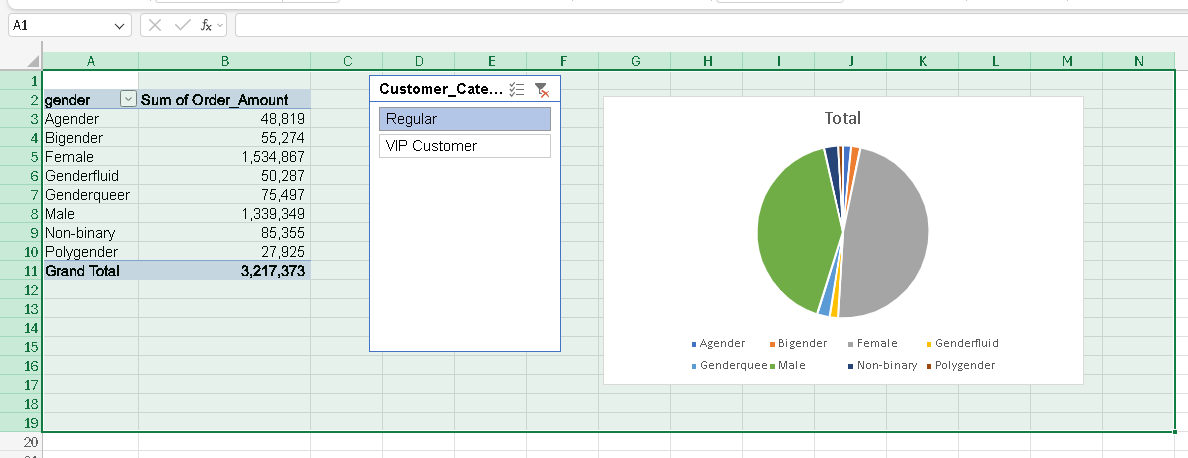 A1
fx
A B C D E F G H I J K L M N
1
2 gender Sum of Order_Amount
3 Agender 48,819
4 Bigender 55,274
5 Female 1,534,867
6 Genderfluid 50,287
7 Genderqueer 75,497
8 Male 1,339,349
9 Non-binary 85,355
10 Polygender 27,925
11 Grand Total 3,217,373
12
13
14
15
16
17
18
19
20
Customer_Cate...
Regular
VIP Customer
Total
Agender Bigender Female Genderfluid
Genderquee Male Non-binary Polygender